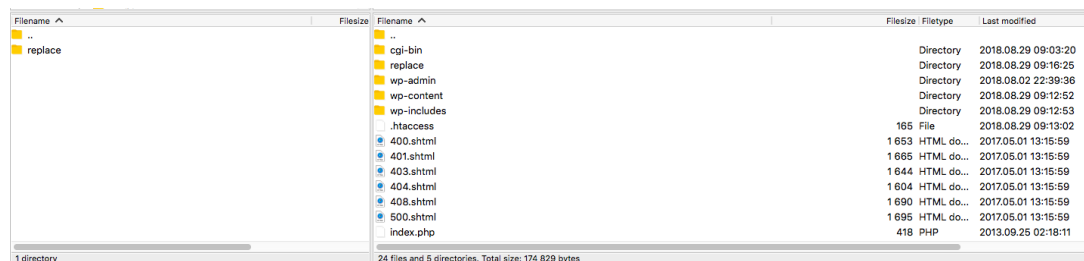 Filename Filesize
..
replace
1 directory
Filename Filesize Filetype Last modified
..
cgi-bin Directory 2018.08.29 09:03:20
replace Directory 2018.08.29 09:16:25
wp-admin Directory 2018.08.02 22:39:36
wp-content Directory 2018.08.29 09:12:52
wp-includes Directory 2018.08.29 09:12:53
.htaccess 165 File 2018.08.29 09:13:02
400.shtml 1 653 HTML do... 2017.05.01 13:15:59
401.shtml 1 665 HTML do... 2017.05.01 13:15:59
403.shtml 1 644 HTML do... 2017.05.01 13:15:59
404.shtml 1 604 HTML do... 2017.05.01 13:15:59
408.shtml 1 690 HTML do... 2017.05.01 13:15:59
500.shtml 1 695 HTML do... 2017.05.01 13:15:59
index.php 418 PHP 2013.09.25 02:18:11
24 files and 5 directories. Total size: 174 829 bytes